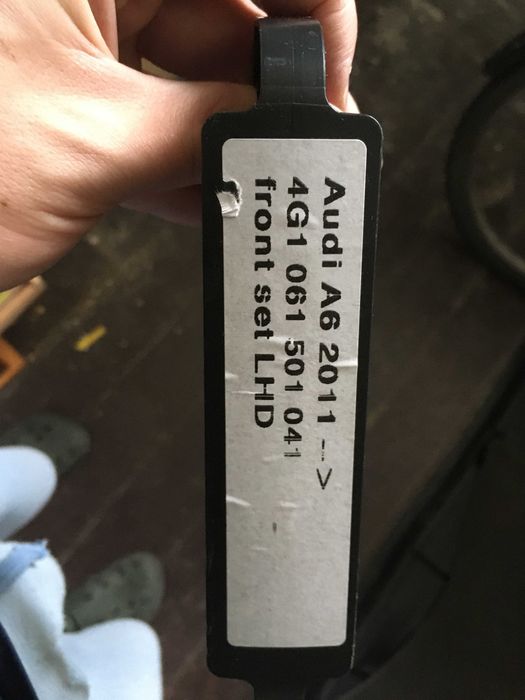 Audi A6 2011 -->
4G1 061 501 041
front set LHD